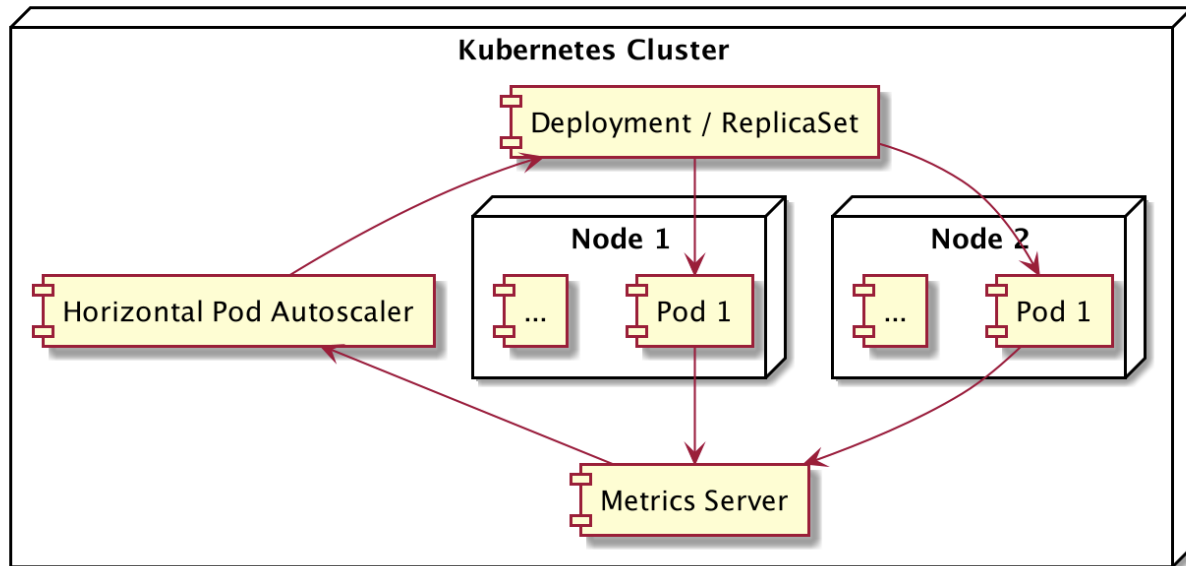 Kubernetes Cluster
Deployment / ReplicaSet
Node 1
Node 2
Horizontal Pod Autoscaler
...
Pod 1
...
Pod 1
Metrics Server